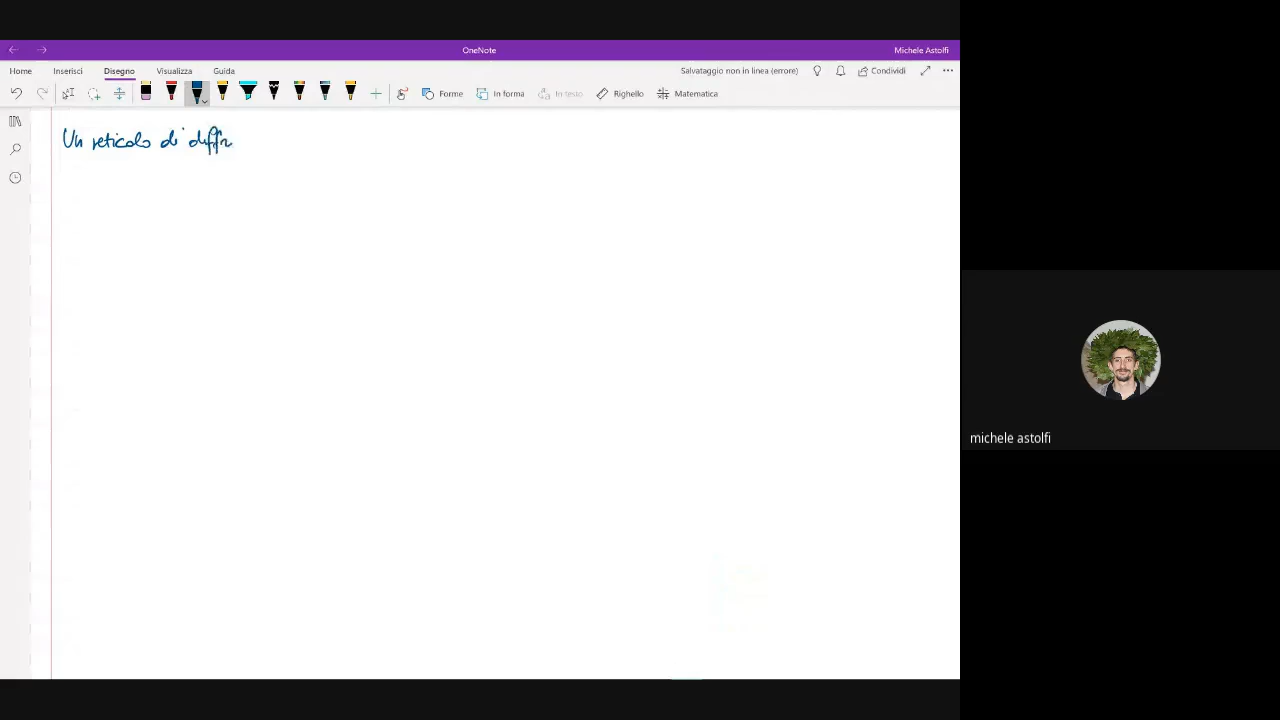 OneNote
Michele Astolfi
Home Inserisci Disegno Visualizza Guida
Salvataggio non in linea (errore) Condividi
Forme In forma In testo Righello Matematica
Un reticolo di diffr
michele astolfi